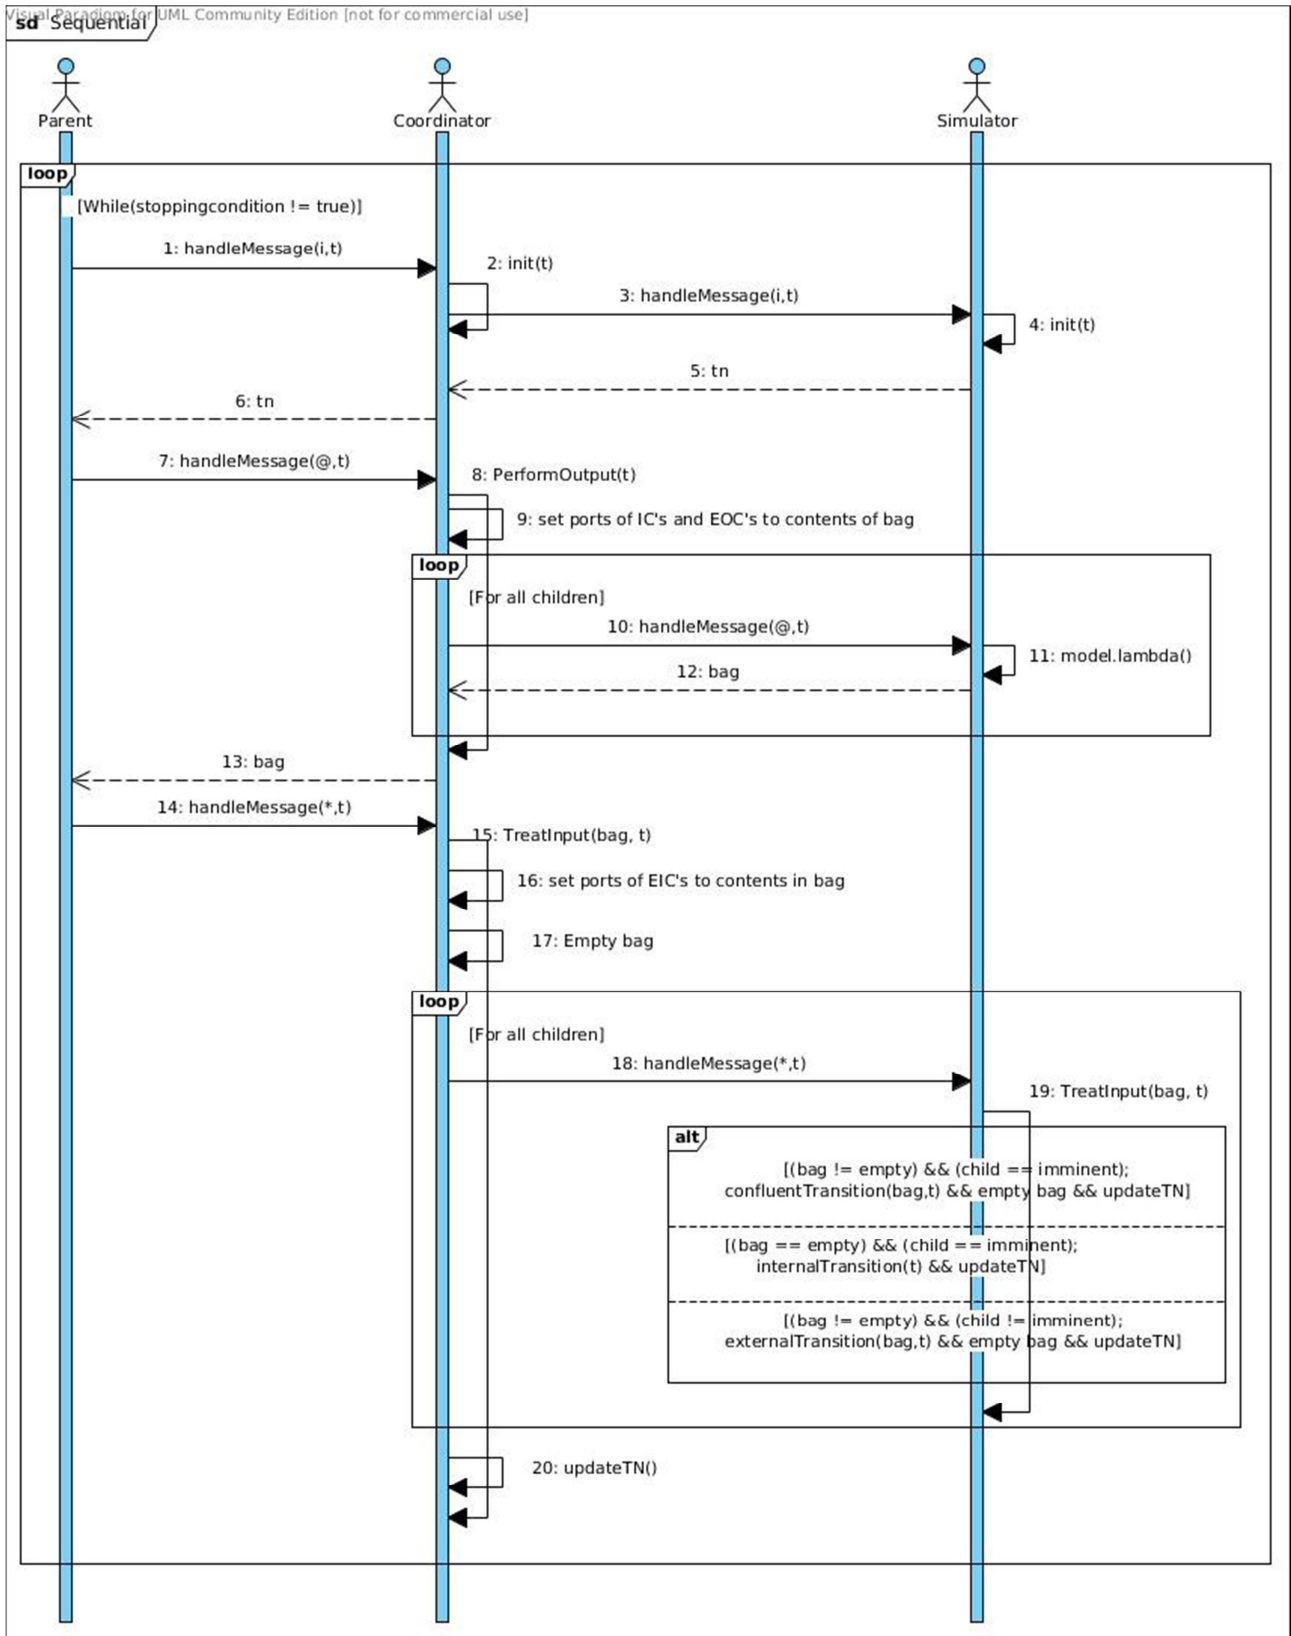 Visual Paradigm for UML Community Edition [not for commercial use]
sd Sequential
Parent
Coordinator
Simulator
loop
[While(stoppingcondition != true)]
1: handleMessage(i,t)
2: init(t)
3: handleMessage(i,t)
4: init(t)
5: tn
6: tn
7: handleMessage(@,t)
8: PerformOutput(t)
9: set ports of IC's and EOC's to contents of bag
loop
[For all children]
10: handleMessage(@,t)
11: model.lambda()
12: bag
13: bag
14: handleMessage(*,t)
15: TreatInput(bag, t)
16: set ports of EIC's to contents in bag
17: Empty bag
loop
[For all children]
18: handleMessage(*,t)
19: TreatInput(bag, t)
alt
[(bag != empty) && (child == imminent);
confluentTransition(bag,t) && empty bag && updateTN]
[(bag == empty) && (child == imminent);
internalTransition(t) && updateTN]
[(bag != empty) && (child != imminent);
externalTransition(bag,t) && empty bag && updateTN]
20: updateTN()